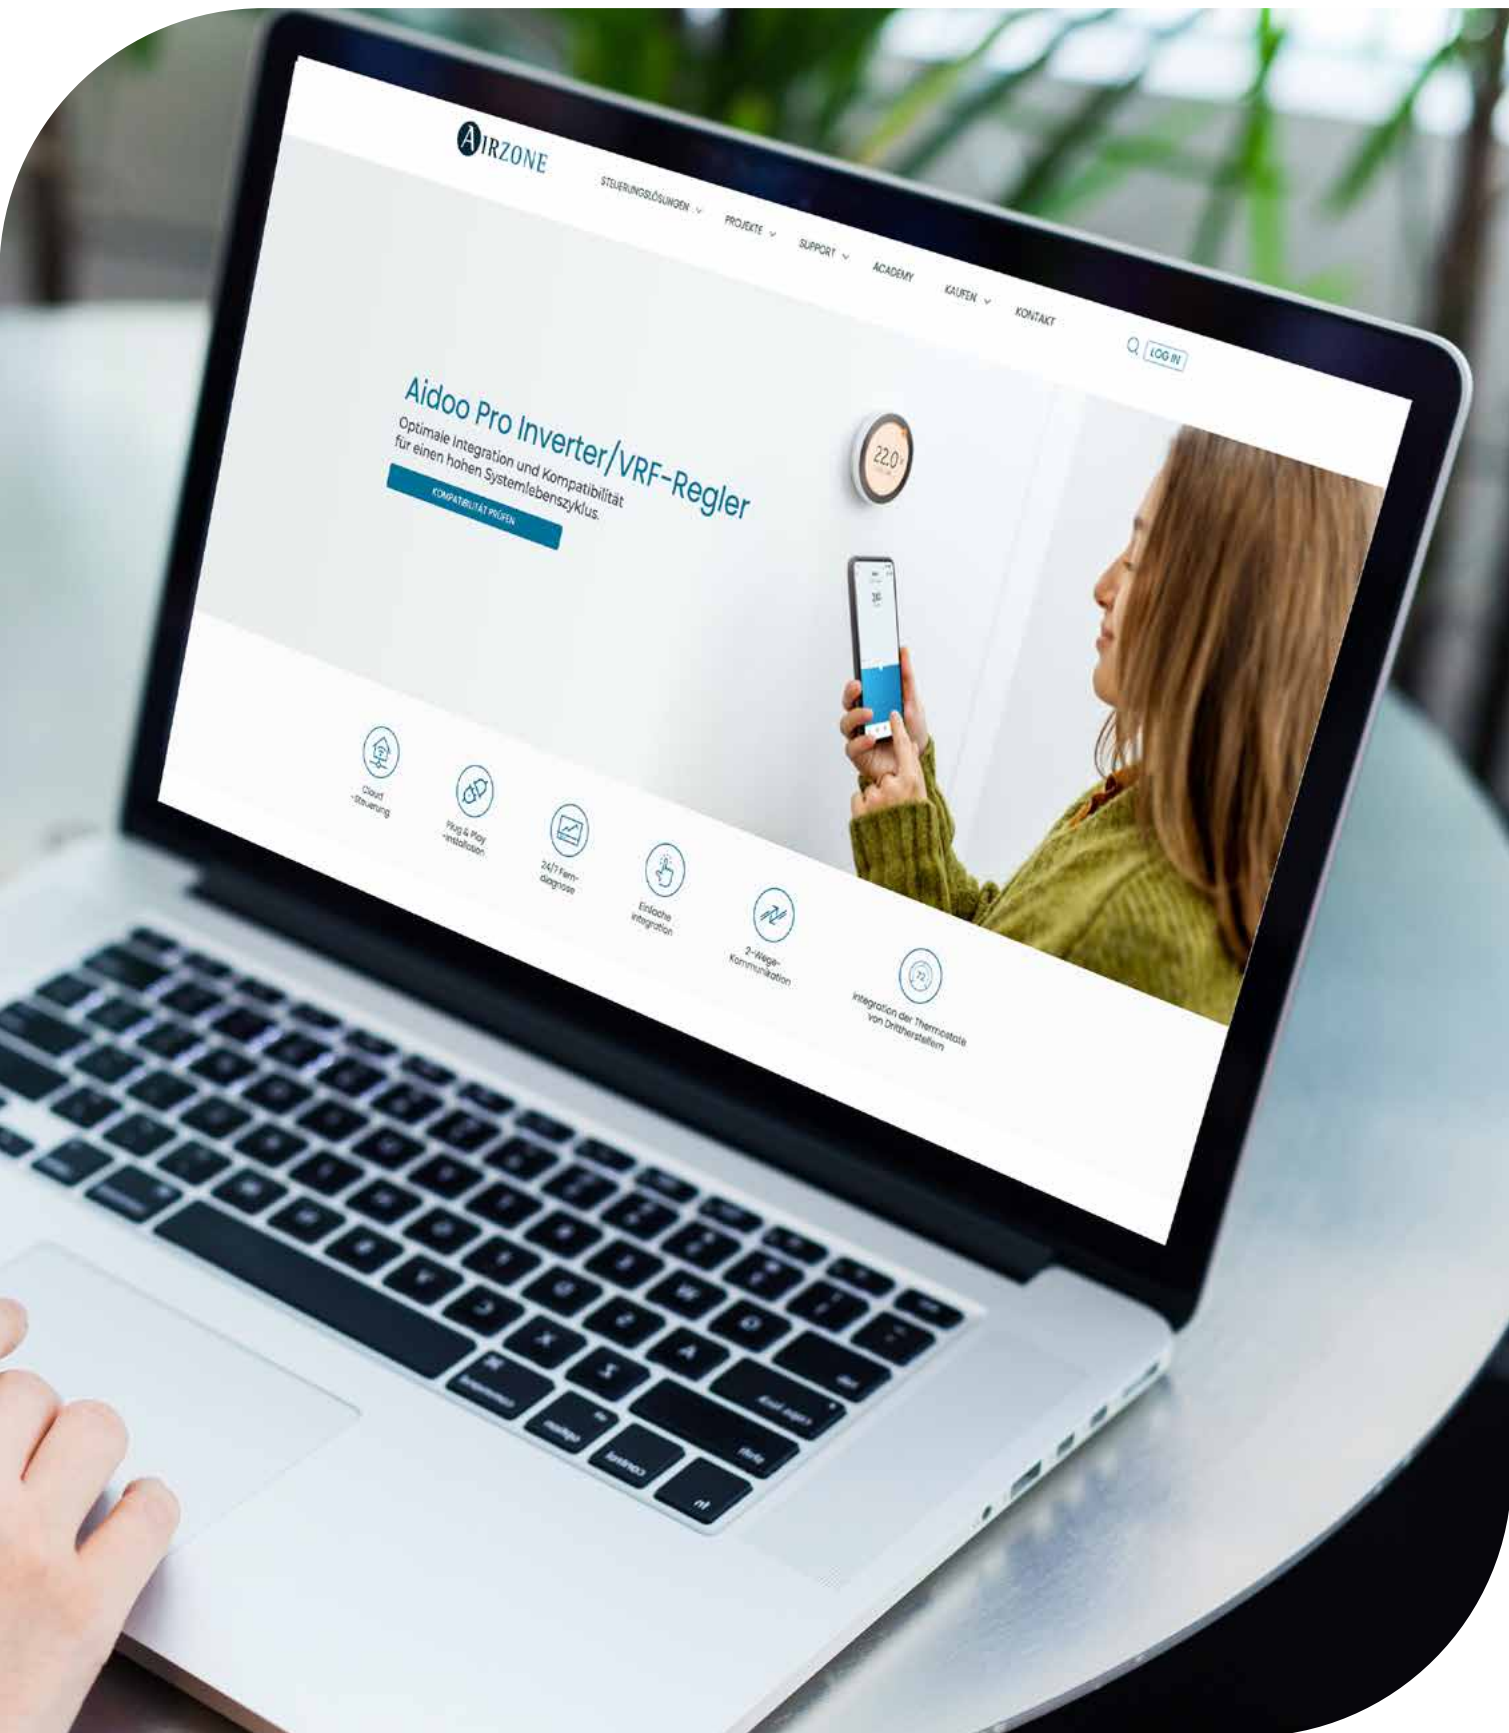 AIRZONE
STEUERUNGSLÖSUNGEN
PROJEKTE
SUPPORT
ACADEMY
KAUFEN
KONTAKT
LOG IN
Aidoo Pro Inverter/VRF-Regler
Optimale Integration und Kompatibilität
für einen hohen Systemlebenszyklus.
KOMPATIBILITÄT PRÜFEN
22.0
Cloud
-Steuerung
Plug & Play
-Installation
24/7 Fern-
diagnose
Einfache
Integration
2-Wege-
Kommunikation
72
Integration der Thermostate
von Drittherstellern